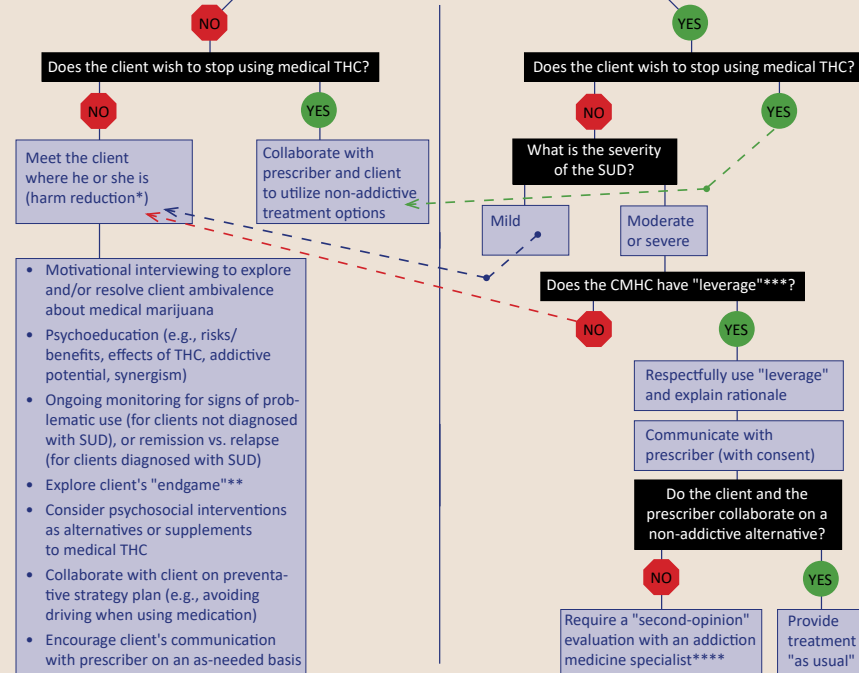 NO
Does the client wish to stop using medical THC?
NO
YES
Meet the client
where he or she is
(harm reduction*)
Collaborate with
prescriber and client
to utilize non-addictive
treatment options
• Motivational interviewing to explore
and/or resolve client ambivalence
about medical marijuana
• Psychoeducation (e.g., risks/
benefits, effects of THC, addictive
potential, synergism)
• Ongoing monitoring for signs of prob-
lematic use (for clients not diagnosed
with SUD), or remission vs. relapse
(for clients diagnosed with SUD)
• Explore client's "endgame"**
• Consider psychosocial interventions
as alternatives or supplements
to medical THC
• Collaborate with client on preventa-
tive strategy plan (e.g., avoiding
driving when using medication)
• Encourage client's communication
with prescriber on an as-needed basis
YES
Does the client wish to stop using medical THC?
NO
YES
What is the severity
of the SUD?
Mild
Moderate
or severe
Does the CMHC have "leverage"***?
NO
YES
Respectfully use "leverage"
and explain rationale
Communicate with
prescriber (with consent)
Do the client and the
prescriber collaborate on a
non-addictive alternative?
NO
YES
Require a "second-opinion"
evaluation with an addiction
medicine specialist****
Provide
treatment
"as usual"